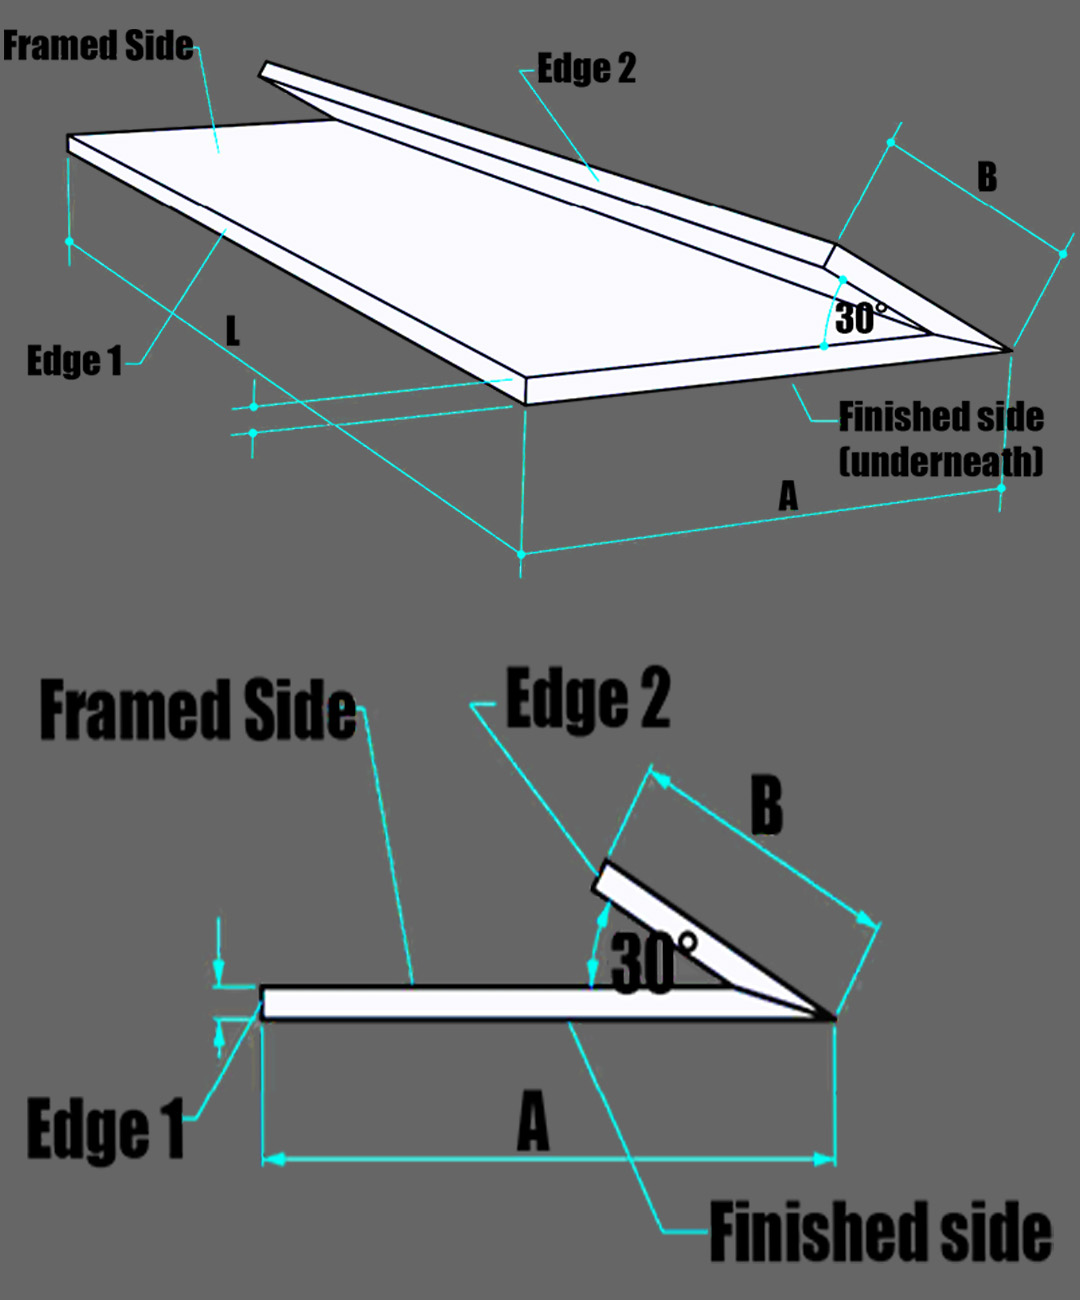 Framed Side
Edge 2
B
30°
L
Edge 1
Finished side
(underneath)
A
Framed Side
Edge 2
B
30°
Edge 1
A
Finished side